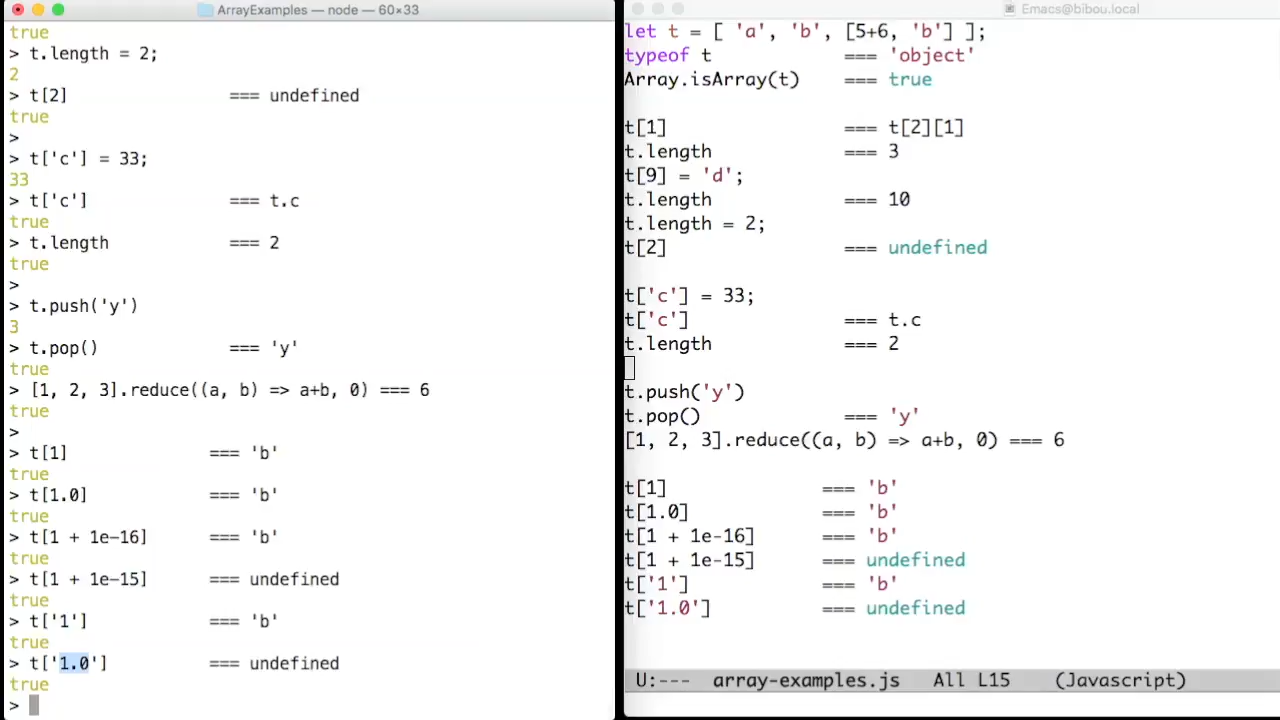 ArrayExamples — node — 60×33
true
> t.length = 2;
2
> t[2] === undefined
true
>
> t['c'] = 33;
33
> t['c'] === t.c
true
> t.length === 2
true
>
> t.push('y')
3
> t.pop() === 'y'
true
> [1, 2, 3].reduce((a, b) => a+b, 0) === 6
true
>
> t[1] === 'b'
true
> t[1.0] === 'b'
true
> t[1 + 1e-16] === 'b'
true
> t[1 + 1e-15] === undefined
true
> t['1'] === 'b'
true
> t['1.0'] === undefined
true
>
Emacs@bibou.local
let t = [ 'a', 'b', [5+6, 'b'] ];
typeof t === 'object'
Array.isArray(t) === true
t[1] === t[2][1]
t.length === 3
t[9] = 'd';
t.length === 10
t.length = 2;
t[2] === undefined
t['c'] = 33;
t['c'] === t.c
t.length === 2
t.push('y')
t.pop() === 'y'
[1, 2, 3].reduce((a, b) => a+b, 0) === 6
t[1] === 'b'
t[1.0] === 'b'
t[1 + 1e-16] === 'b'
t[1 + 1e-15] === undefined
t['1'] === 'b'
t['1.0'] === undefined
U:--- array-examples.js All L15 (Javascript)